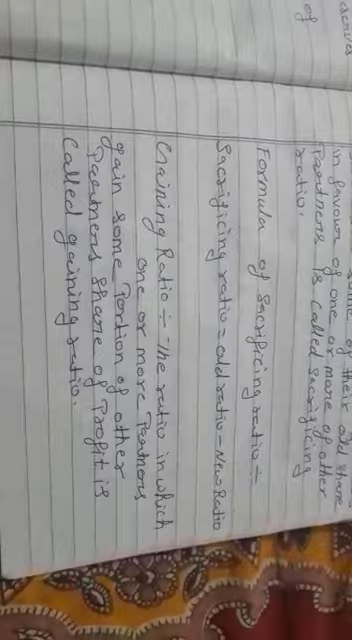 some of their old share
in favour of one or more of other
Partners is called Sacrificing
ratio.
Formula of Sacrificing ratio ÷
Sacrificing ratio = old ratio - New Ratio
Gaining Ratio ÷ The ratio in which
one or more Partners
gain some Portion of other
Partners share of Profit is
Called gaining ratio.
of